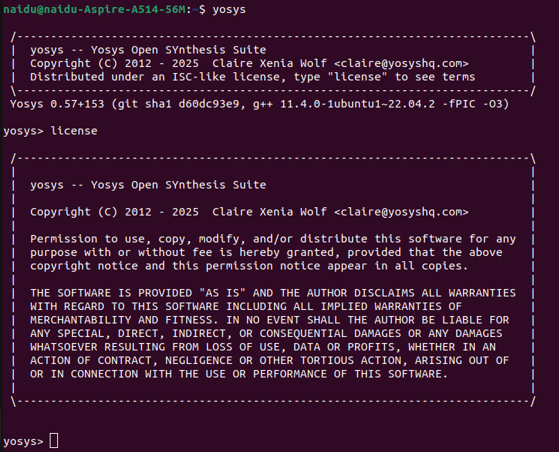 naidu@naidu-Aspire-A514-56M:~$ yosys

 /----------------------------------------------------------------------------\
 |  yosys -- Yosys Open SYnthesis Suite                                       |
 |  Copyright (C) 2012 - 2025  Claire Xenia Wolf <claire@yosyshq.com>         |
 |  Distributed under an ISC-like license, type "license" to see terms        |
 \----------------------------------------------------------------------------/
 Yosys 0.57+153 (git sha1 d60dc93e9, g++ 11.4.0-1ubuntu1~22.04.2 -fPIC -O3)

yosys> license

 /----------------------------------------------------------------------------\
 |                                                                            |
 |  yosys -- Yosys Open SYnthesis Suite                                       |
 |                                                                            |
 |  Copyright (C) 2012 - 2025  Claire Xenia Wolf <claire@yosyshq.com>         |
 |                                                                            |
 |  Permission to use, copy, modify, and/or distribute this software for any  |
 |  purpose with or without fee is hereby granted, provided that the above    |
 |  copyright notice and this permission notice appear in all copies.         |
 |                                                                            |
 |  THE SOFTWARE IS PROVIDED "AS IS" AND THE AUTHOR DISCLAIMS ALL WARRANTIES  |
 |  WITH REGARD TO THIS SOFTWARE INCLUDING ALL IMPLIED WARRANTIES OF          |
 |  MERCHANTABILITY AND FITNESS. IN NO EVENT SHALL THE AUTHOR BE LIABLE FOR   |
 |  ANY SPECIAL, DIRECT, INDIRECT, OR CONSEQUENTIAL DAMAGES OR ANY DAMAGES    |
 |  WHATSOEVER RESULTING FROM LOSS OF USE, DATA OR PROFITS, WHETHER IN AN     |
 |  ACTION OF CONTRACT, NEGLIGENCE OR OTHER TORTIOUS ACTION, ARISING OUT OF   |
 |  OR IN CONNECTION WITH THE USE OR PERFORMANCE OF THIS SOFTWARE.            |
 |                                                                            |
 \----------------------------------------------------------------------------/

yosys>